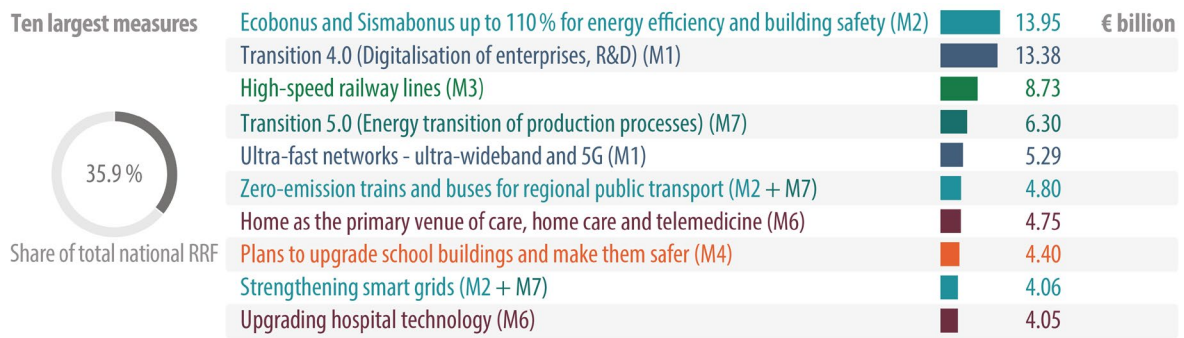 Ten largest measures
€ billion
Ecobonus and Sismabonus up to 110 % for energy efficiency and building safety (M2) 13.95
Transition 4.0 (Digitalisation of enterprises, R&D) (M1) 13.38
High-speed railway lines (M3) 8.73
Transition 5.0 (Energy transition of production processes) (M7) 6.30
Ultra-fast networks - ultra-wideband and 5G (M1) 5.29
Zero-emission trains and buses for regional public transport (M2 + M7) 4.80
Home as the primary venue of care, home care and telemedicine (M6) 4.75
Plans to upgrade school buildings and make them safer (M4) 4.40
Strengthening smart grids (M2 + M7) 4.06
Upgrading hospital technology (M6) 4.05
35.9 %
Share of total national RRF